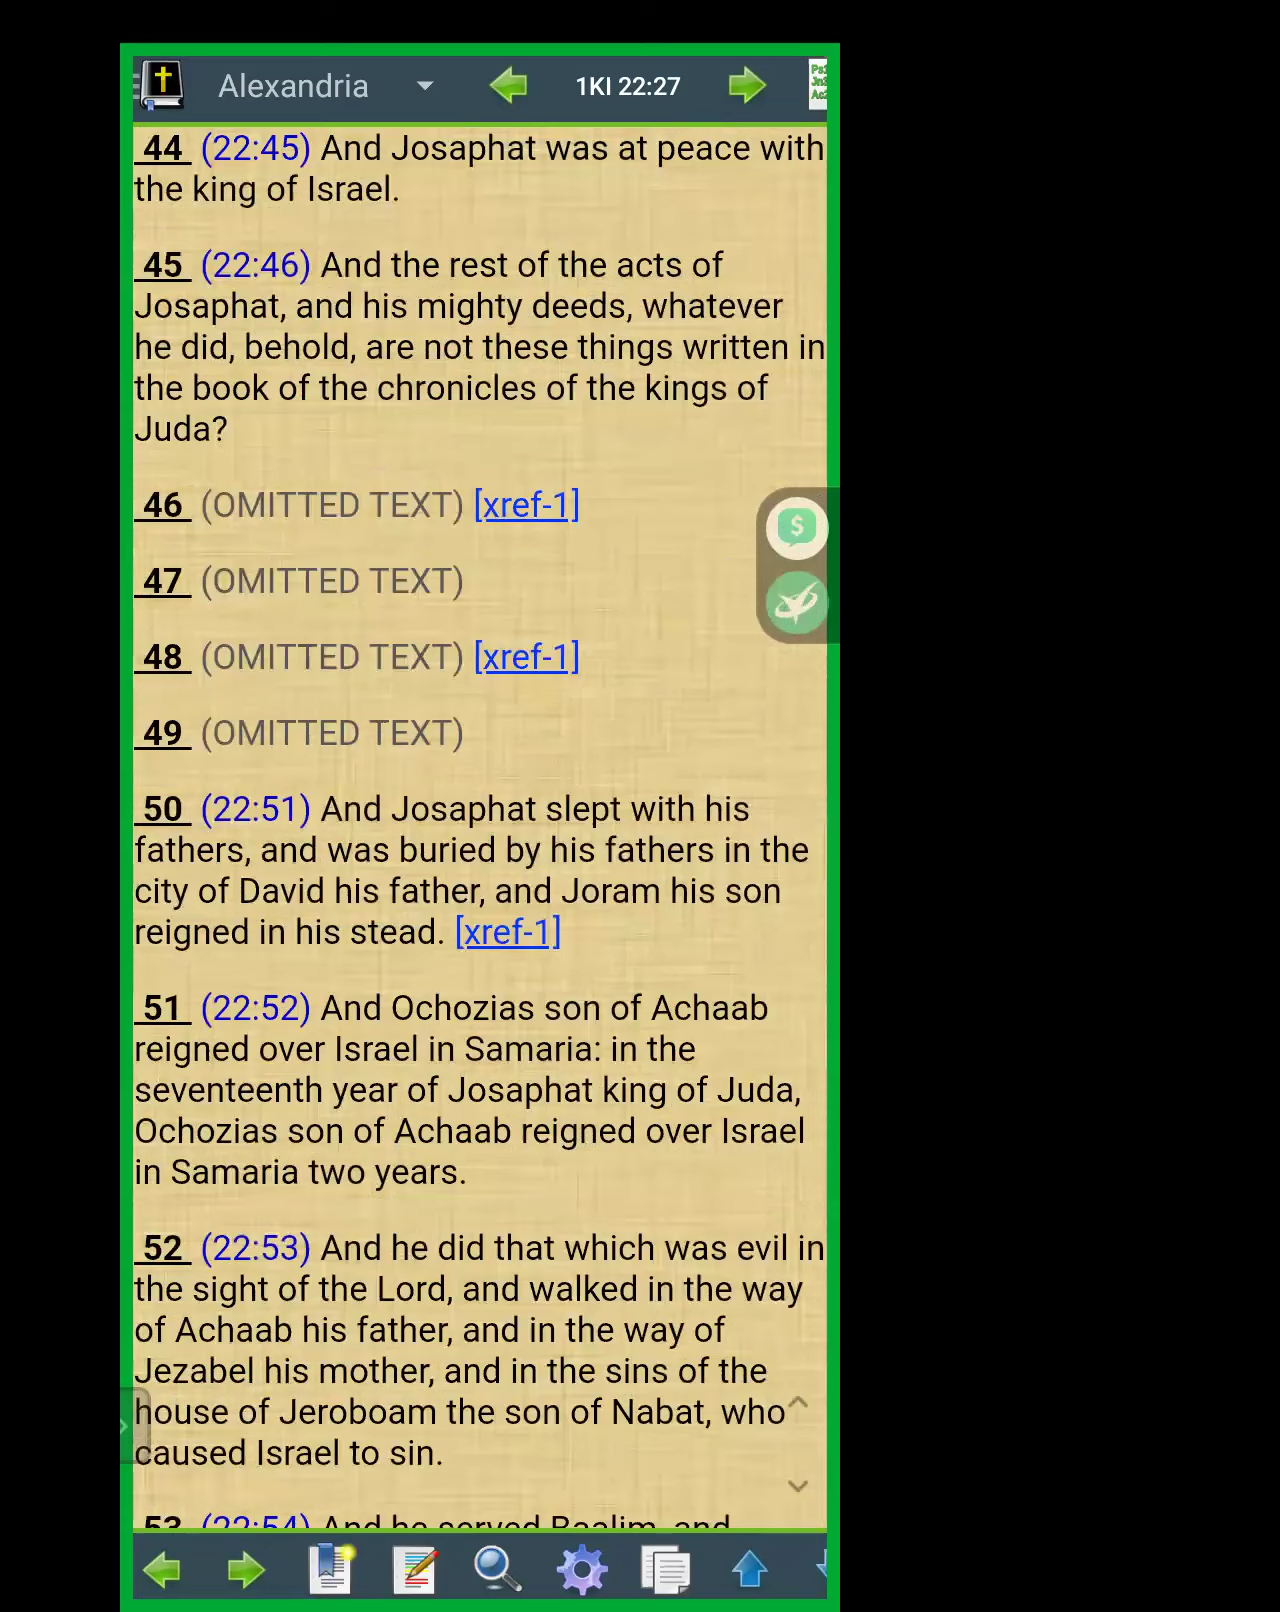 Alexandria 1KI 22:27
44 (22:45) And Josaphat was at peace with
the king of Israel.
45 (22:46) And the rest of the acts of
Josaphat, and his mighty deeds, whatever
he did, behold, are not these things written in
the book of the chronicles of the kings of
Juda?
46 (OMITTED TEXT) [xref-1]
47 (OMITTED TEXT)
48 (OMITTED TEXT) [xref-1]
49 (OMITTED TEXT)
50 (22:51) And Josaphat slept with his
fathers, and was buried by his fathers in the
city of David his father, and Joram his son
reigned in his stead. [xref-1]
51 (22:52) And Ochozias son of Achaab
reigned over Israel in Samaria: in the
seventeenth year of Josaphat king of Juda,
Ochozias son of Achaab reigned over Israel
in Samaria two years.
52 (22:53) And he did that which was evil in
the sight of the Lord, and walked in the way
of Achaab his father, and in the way of
Jezabel his mother, and in the sins of the
house of Jeroboam the son of Nabat, who
caused Israel to sin.
53 (22:54) And he served Baalim, and